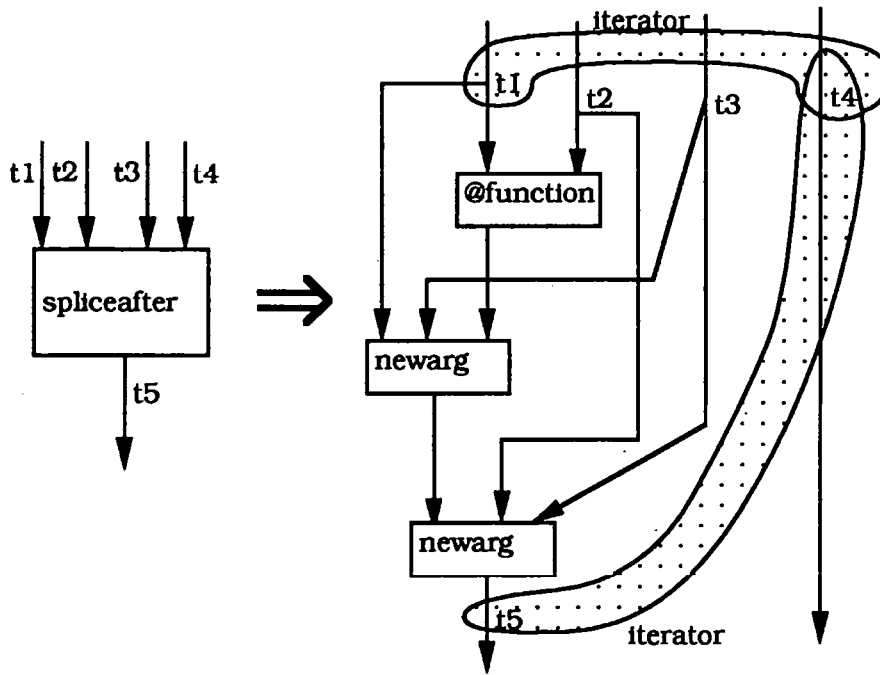 iterator
t1
t2
t3
t4
@function
t1 t2 t3 t4
spliceafter
newarg
t5
newarg
t5
iterator